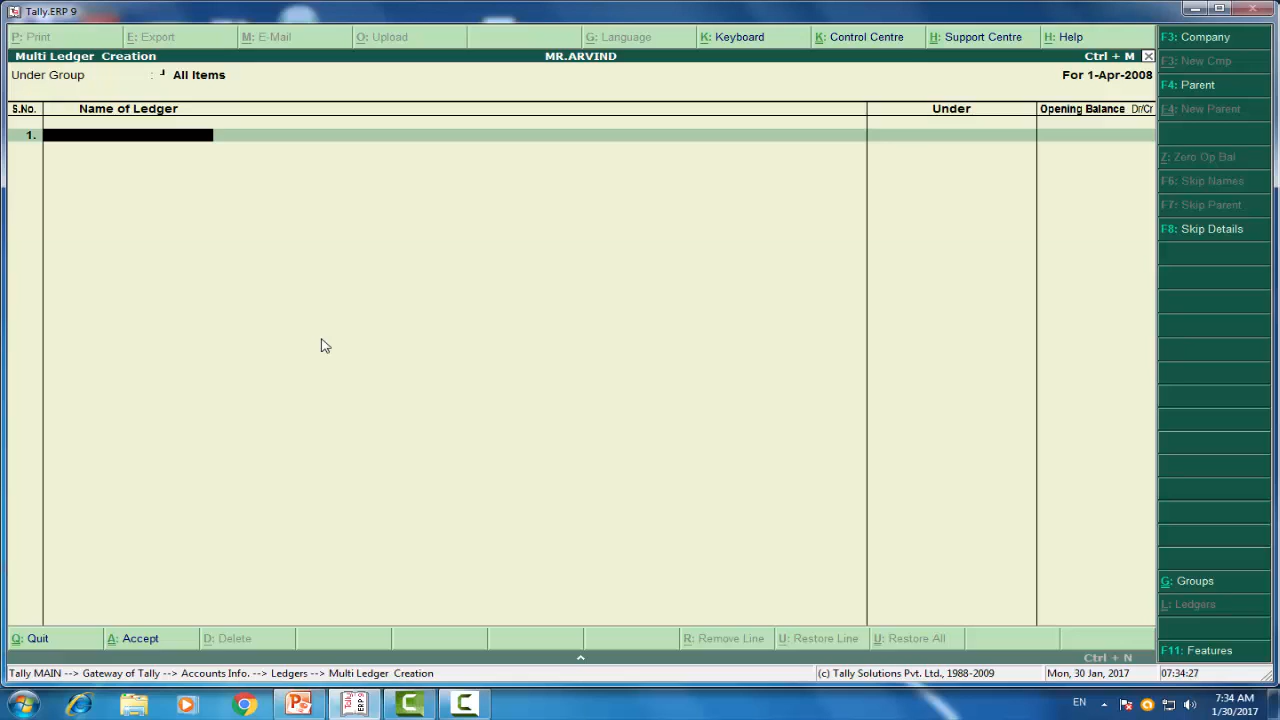 Tally.ERP 9
P: Print E: Export M: E-Mail O: Upload G: Language K: Keyboard K: Control Centre H: Support Centre H: Help
F3: Company
Multi Ledger Creation MR.ARVIND Ctrl + M
F3: New Cmp
Under Group : All Items For 1-Apr-2008
F4: Parent
S.No. Name of Ledger Under Opening Balance Dr/Cr
F4: New Parent
1.
Z: Zero Op Bal
F6: Skip Names
F7: Skip Parent
F8: Skip Details
G: Groups
L: Ledgers
Q: Quit A: Accept D: Delete R: Remove Line U: Restore Line U: Restore All
F11: Features
Ctrl + N
Tally MAIN --> Gateway of Tally --> Accounts Info. --> Ledgers --> Multi Ledger Creation (c) Tally Solutions Pvt. Ltd., 1988-2009 Mon, 30 Jan, 2017 07:34:27
Tally ERP 9
EN
7:34 AM
1/30/2017